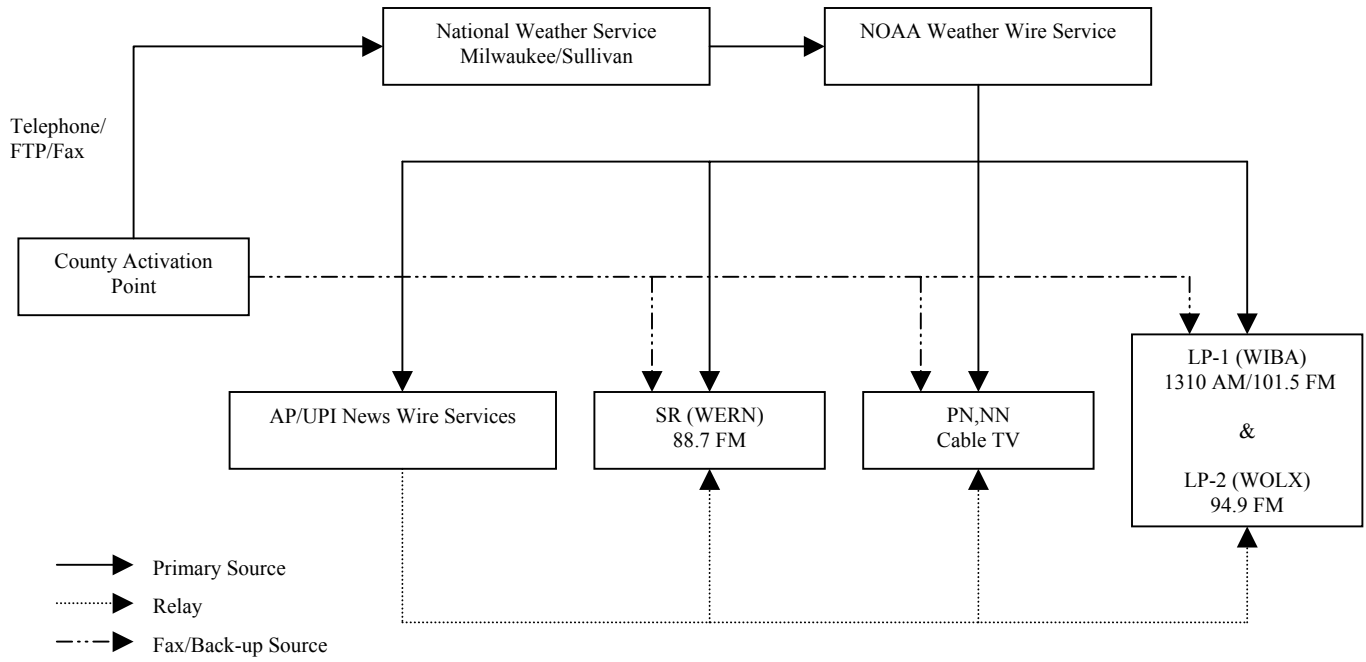 National Weather Service
Milwaukee/Sullivan
NOAA Weather Wire Service
Telephone/
FTP/Fax
County Activation
Point
AP/UPI News Wire Services
SR (WERN)
88.7 FM
PN,NN
Cable TV
LP-1 (WIBA)
1310 AM/101.5 FM
&
LP-2 (WOLX)
94.9 FM
Primary Source
Relay
Fax/Back-up Source